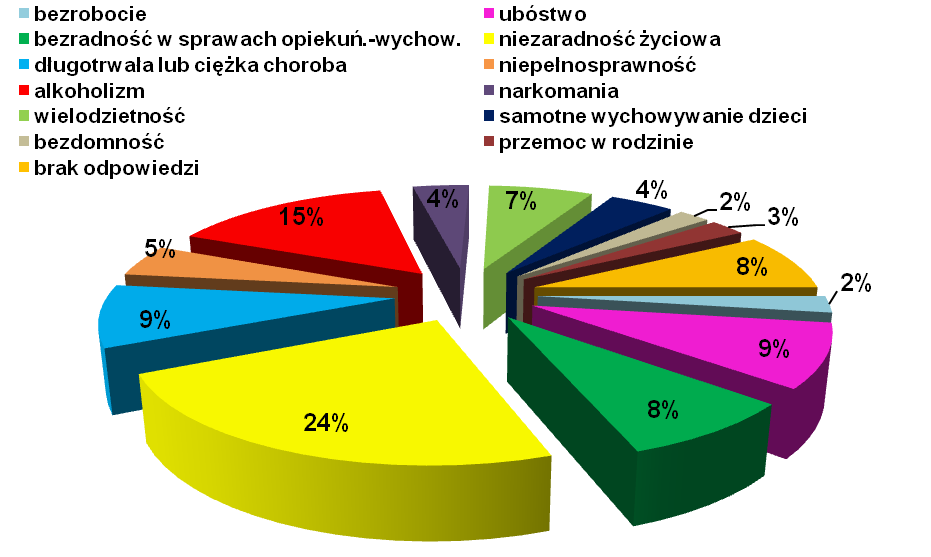 bezrobocie
ubóstwo
bezradność w sprawach opiekuń.-wychow.
niezaradność życiowa
długotrwala lub ciężka choroba
niepełnosprawność
alkoholizm
narkomania
wielodzietność
samotne wychowywanie dzieci
bezdomność
przemoc w rodzinie
brak odpowiedzi
4%
7%
4%
2%
3%
15%
5%
8%
2%
9%
9%
8%
24%